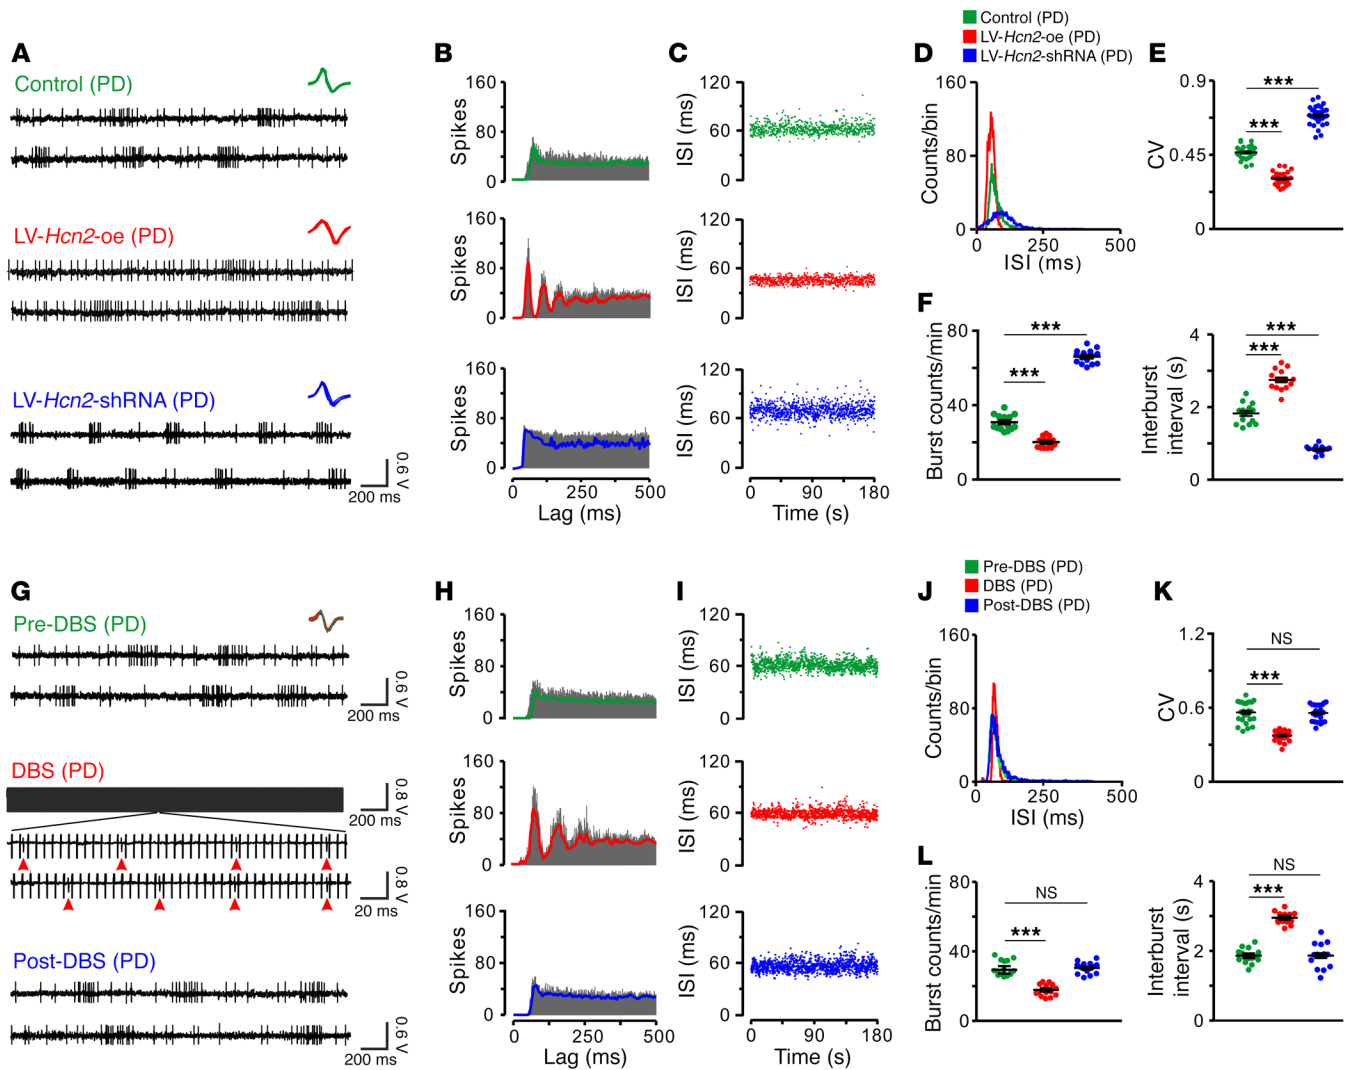 Control (PD)
LV-Hcn2-oe (PD)
LV-Hcn2-shRNA (PD)
A
B
C
D
E
Control (PD)
LV-Hcn2-oe (PD)
LV-Hcn2-shRNA (PD)
0.6 V
200 ms
160
80
0
Spikes
160
80
0
Spikes
160
80
0
Spikes
0 250 500
Lag (ms)
120
60
0
ISI (ms)
120
60
0
ISI (ms)
120
60
0
ISI (ms)
0 90 180
Time (s)
160
80
0
Counts/bin
0 250 500
ISI (ms)
0.9
0.45
0
CV
***
***
F
80
40
0
Burst counts/min
***
***
4
2
0
Interburst
interval (s)
***
***
G
H
I
J
K
Pre-DBS (PD)
DBS (PD)
Post-DBS (PD)
Pre-DBS (PD)
0.6 V
200 ms
DBS (PD)
0.8 V
200 ms
0.8 V
20 ms
Post-DBS (PD)
0.6 V
200 ms
160
80
0
Spikes
160
80
0
Spikes
160
80
0
Spikes
0 250 500
Lag (ms)
120
60
0
ISI (ms)
120
60
0
ISI (ms)
120
60
0
ISI (ms)
0 90 180
Time (s)
160
80
0
Counts/bin
0 250 500
ISI (ms)
1.2
0.6
0
CV
NS
***
L
80
40
0
Burst counts/min
NS
***
4
2
0
Interburst
interval (s)
NS
***